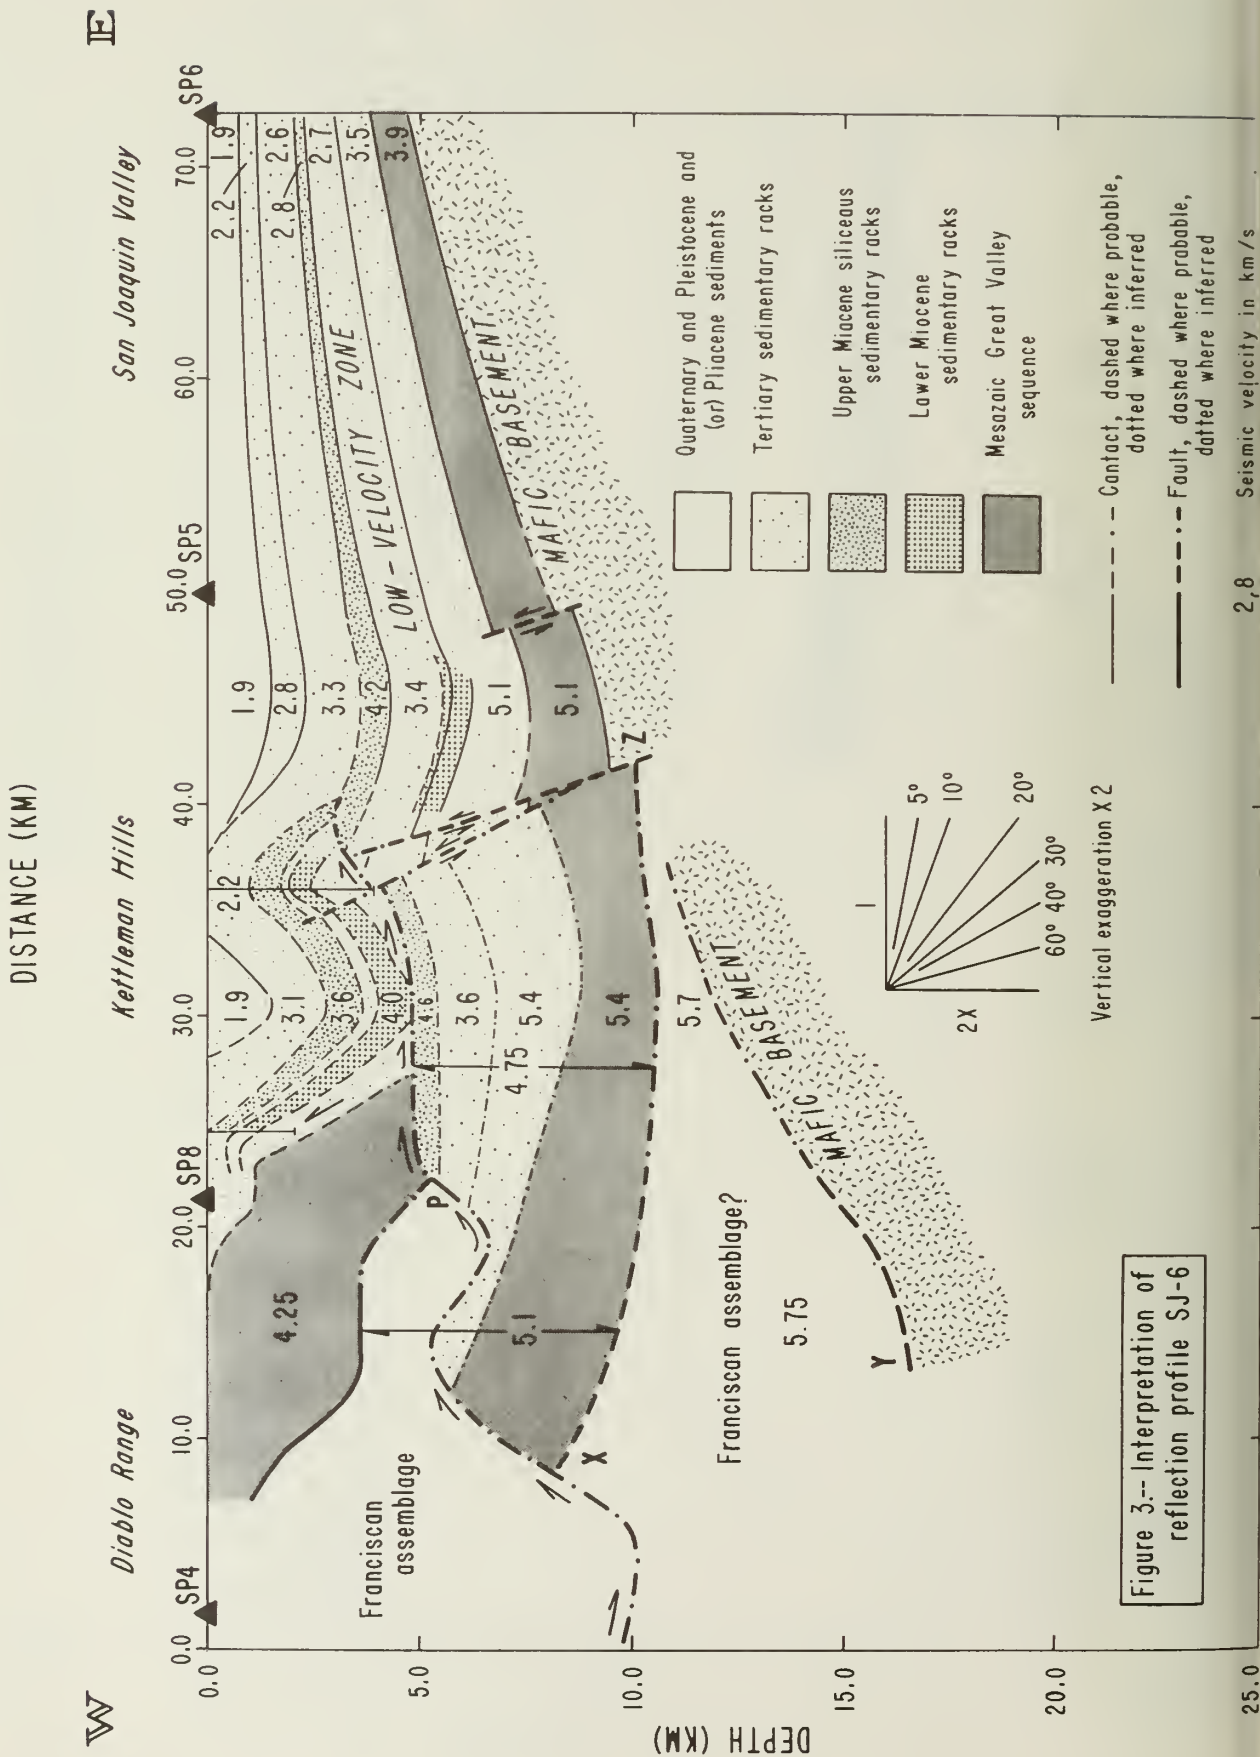 DISTANCE (KM)
W
E
Diablo Range
Kettleman Hills
San Joaquin Valley
SP4
SP8
SP5
SP6
0.0
10.0
20.0
30.0
40.0
50.0
60.0
70.0
DEPTH (KM)
0.0
5.0
10.0
15.0
20.0
25.0
4.25
1.9
3.1
3.6
4.0
4.6
3.6
5.4
5.4
5.7
2.2
1.9
2.8
3.3
4.2
3.4
5.1
5.1
2.2
1.9
2.8
2.6
2.7
3.5
3.9
LOW-VELOCITY ZONE
MAFIC BASEMENT
P
4.75
5.1
X
Y
Z
Franciscan
assemblage
Franciscan assemblage?
5.75
MAFIC BASEMENT
Quaternary and Pleistocene and
(or) Pliacene sediments
Tertiary sedimentary racks
Upper Miacene siliceaus
sedimentary racks
Lower Miocene
sedimentary racks
Mesazaic Great Valley
sequence
Cantact, dashed where probable,
dotted where inferred
Fault, dashed where probable,
datted where inferred
2,8 Seismic velocity in km/s
1
2X
5°
10°
20°
30°
40°
60°
Vertical exaggeration X2
Figure 3.-- Interpretation of
reflection profile SJ-6